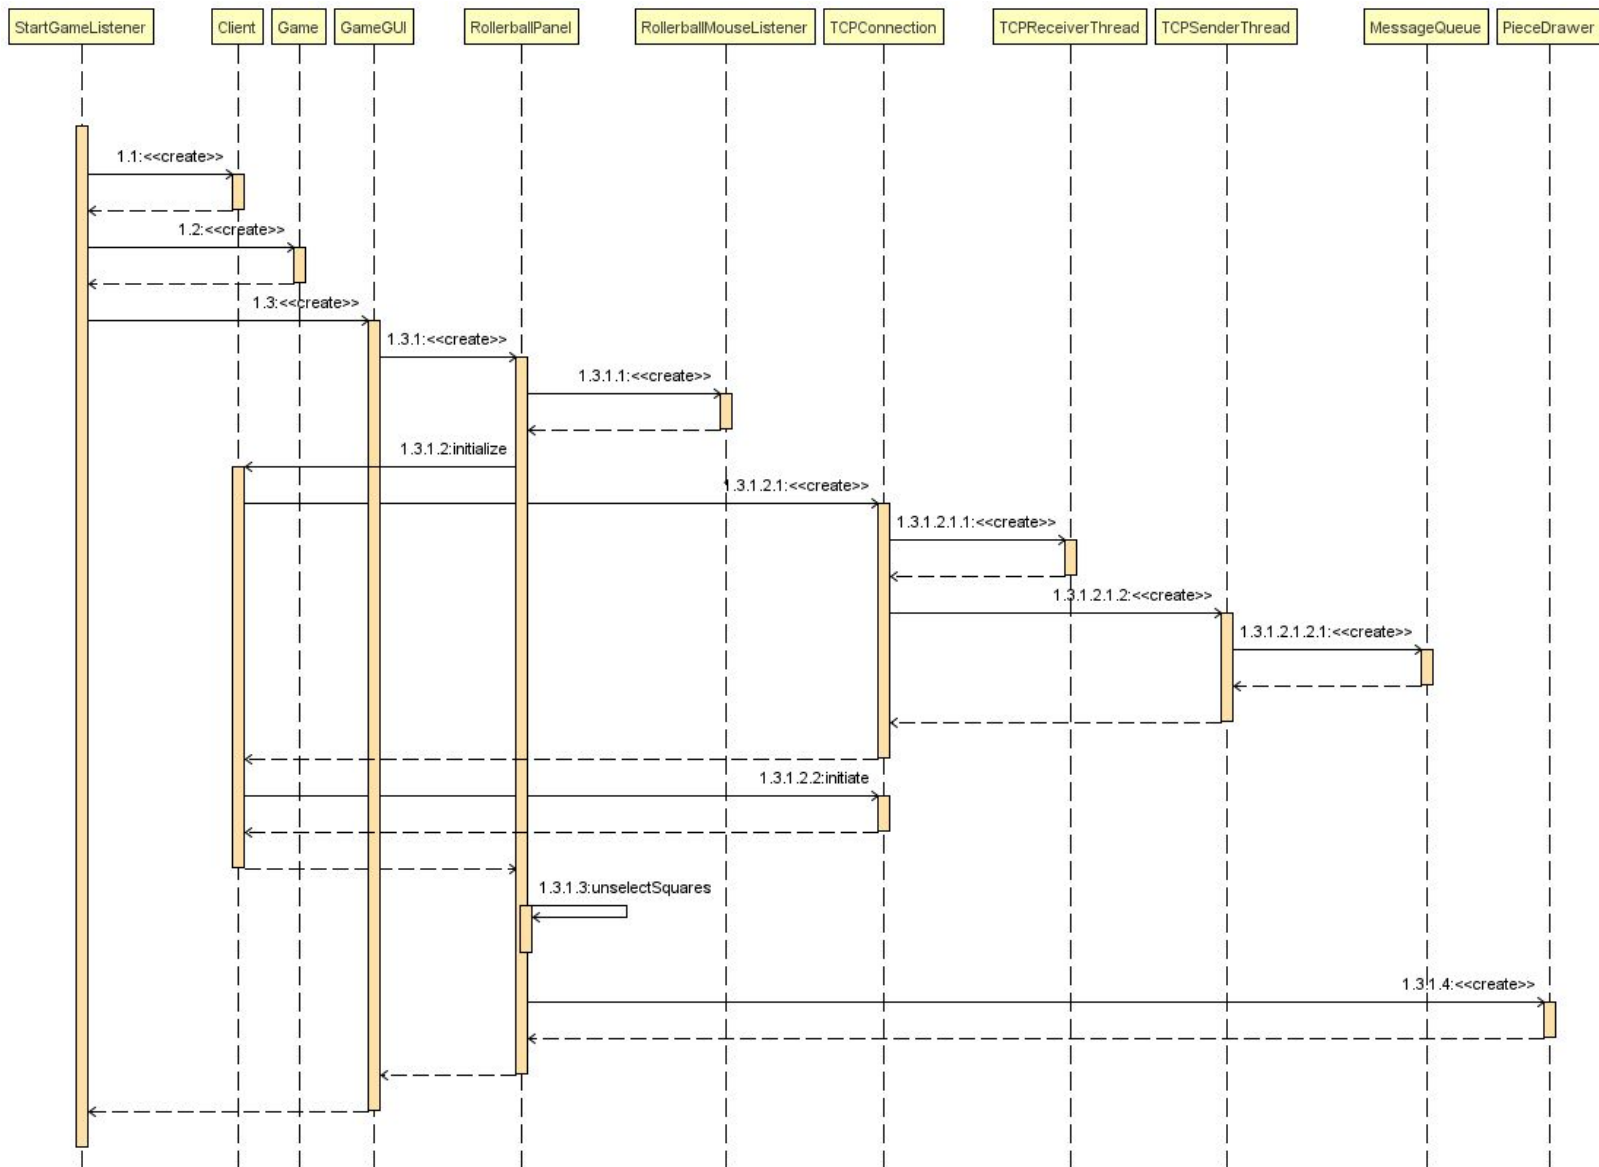 StartGameListener Client Game GameGUI RollerballPanel RollerballMouseListener TCPConnection TCPReceiverThread TCPSenderThread MessageQueue PieceDrawer
1.1:<<create>>
1.2:<<create>>
1.3:<<create>>
1.3.1:<<create>>
1.3.1.1:<<create>>
1.3.1.2:initialize
1.3.1.2.1:<<create>>
1.3.1.2.1.1:<<create>>
1.3.1.2.1.2:<<create>>
1.3.1.2.1.2.1:<<create>>
1.3.1.2.2:initiate
1.3.1.3:unselectSquares
1.3.1.4:<<create>>